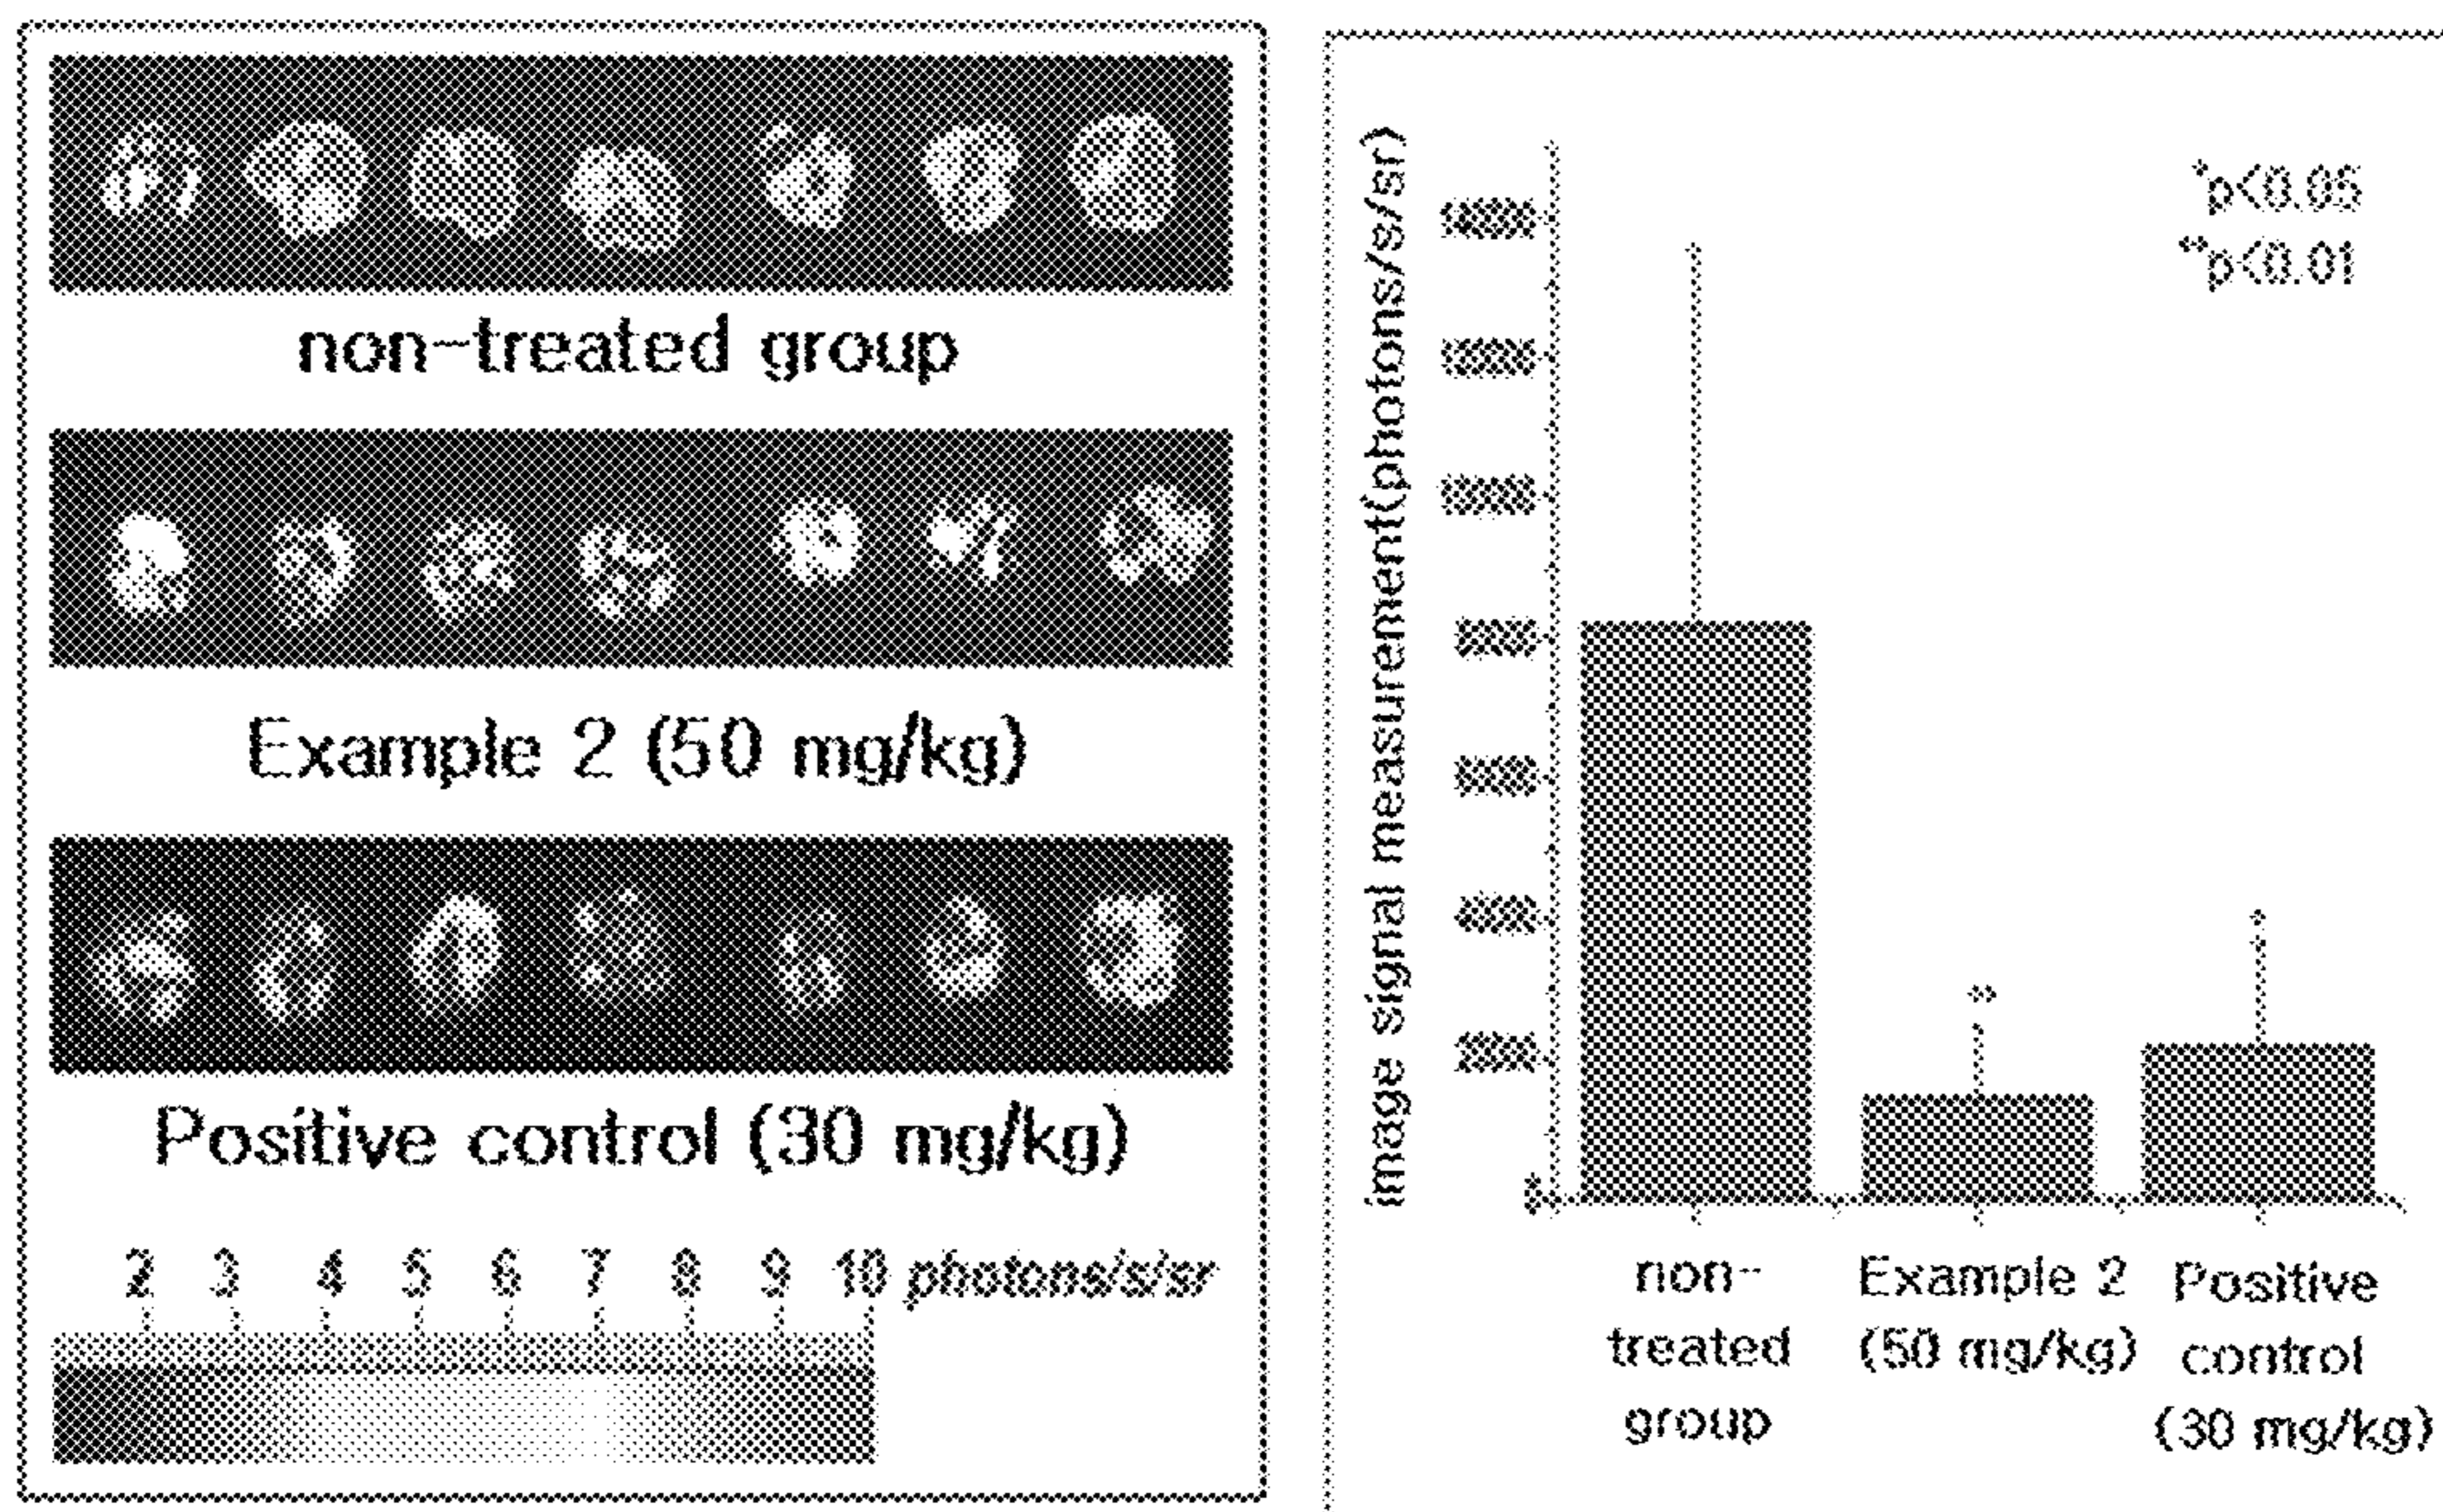 non-treated group
Example 2 (50 mg/kg)
Positive control (30 mg/kg)
2 3 4 5 6 7 8 9 10 photons/s/sr
image signal measurement(photons/s/sr)
*p<0.05
**p<0.01
non-
treated
group
Example 2
(50 mg/kg)
Positive
control
(30 mg/kg)